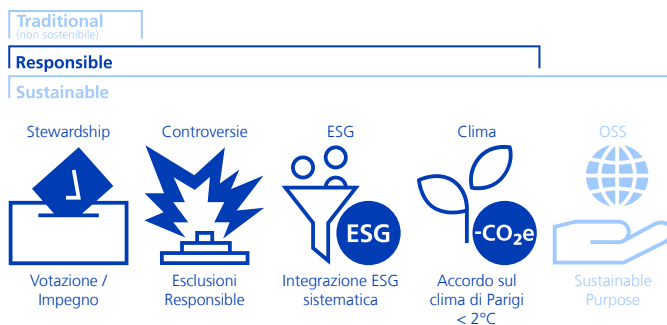 Traditional
(non sostenibile)
Responsible
Sustainable
Stewardship
Controversie
ESG
Clima
OSS
ESG
-CO₂e
Votazione /
Impegno
Esclusioni
Responsible
Integrazione ESG
sistematica
Accordo sul
clima di Parigi
< 2°C
Sustainable
Purpose